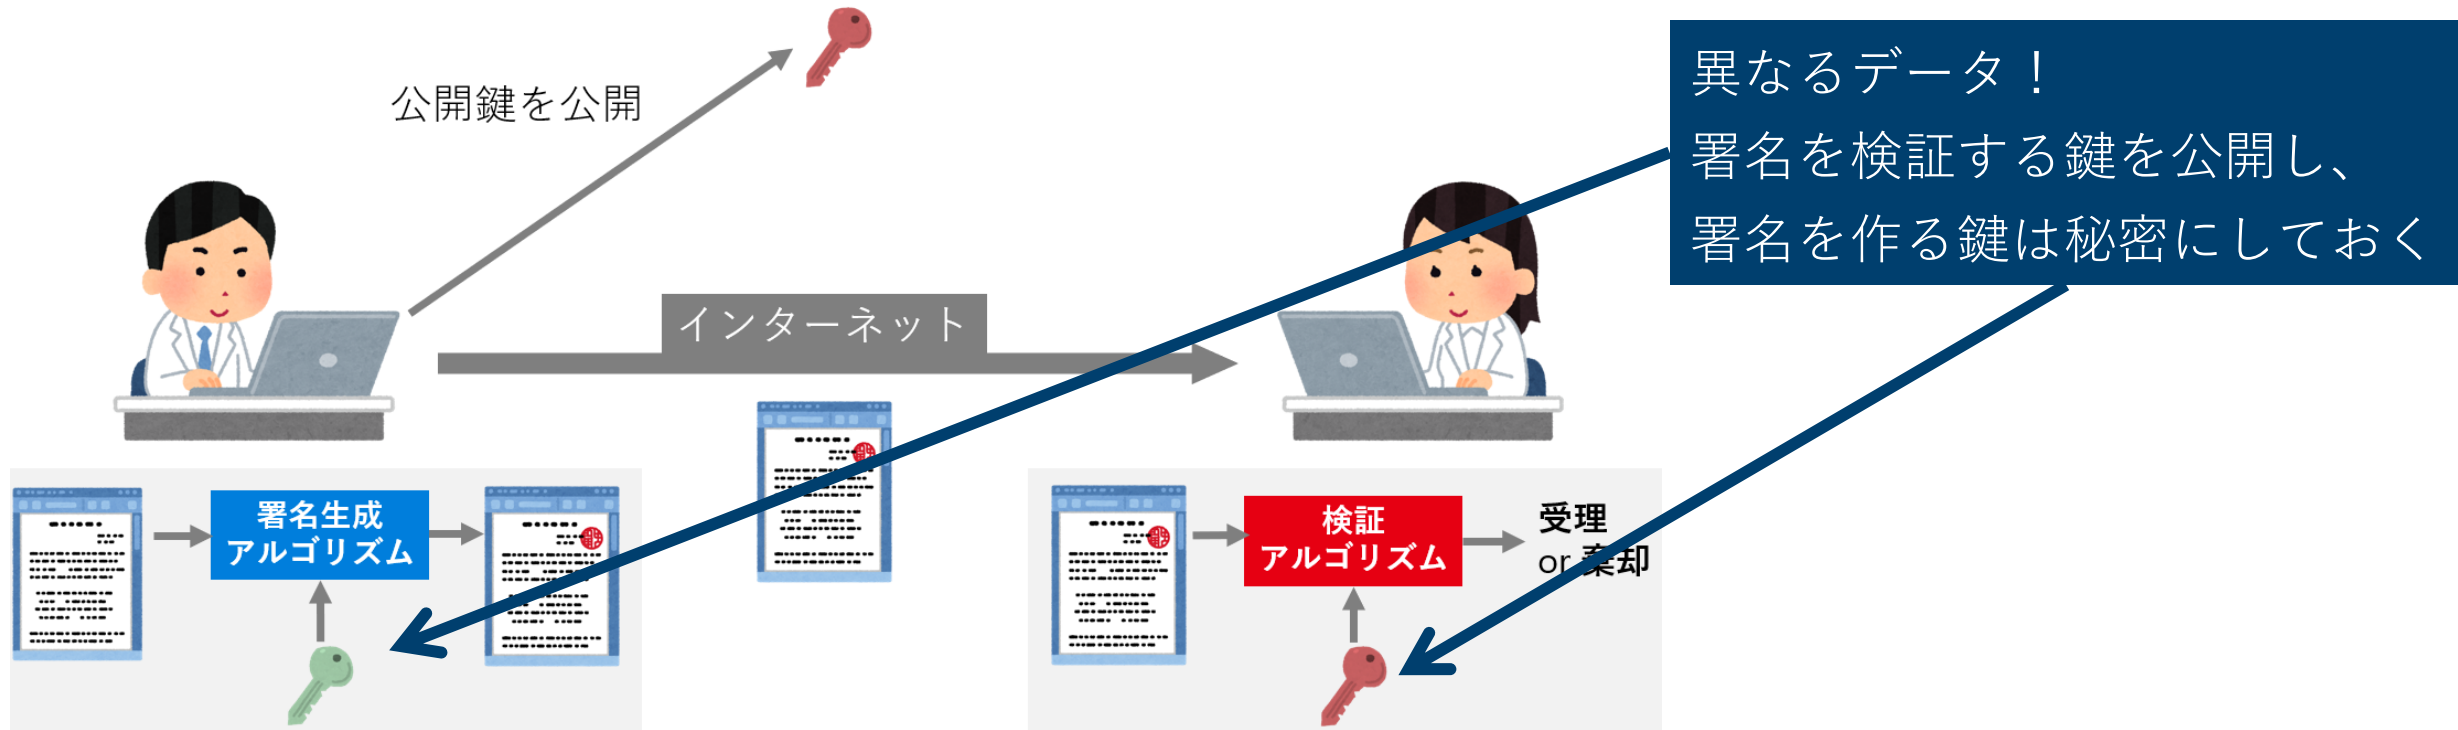 公開鍵を公開
異なるデータ！
署名を検証する鍵を公開し、
署名を作る鍵は秘密にしておく
インターネット
署名生成
アルゴリズム
検証
アルゴリズム
受理
or 棄却